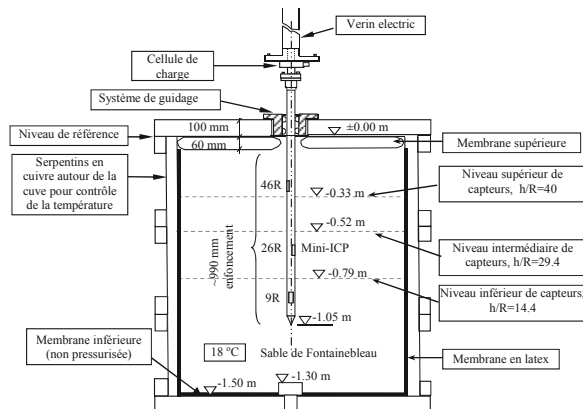 Verin electric
Cellule de
charge
Système de guidage
100 mm
±0.00 m
Niveau de référence
60 mm
Membrane supérieure
Serpentins en
cuivre autour de la
cuve pour contrôle
de la température
46R
-0.33 m
Niveau supérieur de
capteurs, h/R=40
-0.52 m
~990 mm
enfoncement
26R
Mini-ICP
Niveau intermédiaire de
capteurs, h/R=29.4
-0.79 m
9R
Niveau inférieur de capteurs,
h/R=14.4
-1.05 m
Membrane inférieure
(non pressurisée)
18 °C
Sable de Fontainebleau
Membrane en latex
-1.50 m
-1.30 m